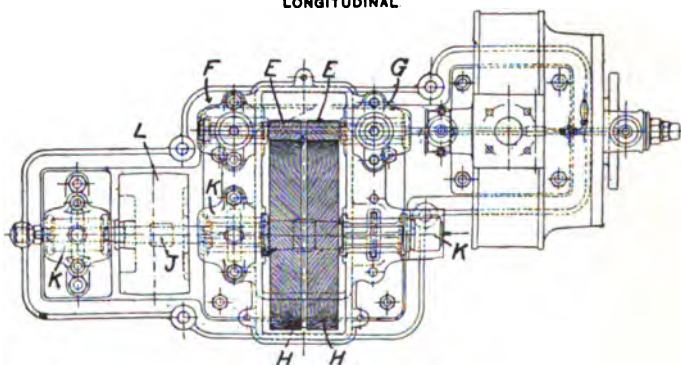 LONGITUDINAL
F E E G
L
K
K J K
H H